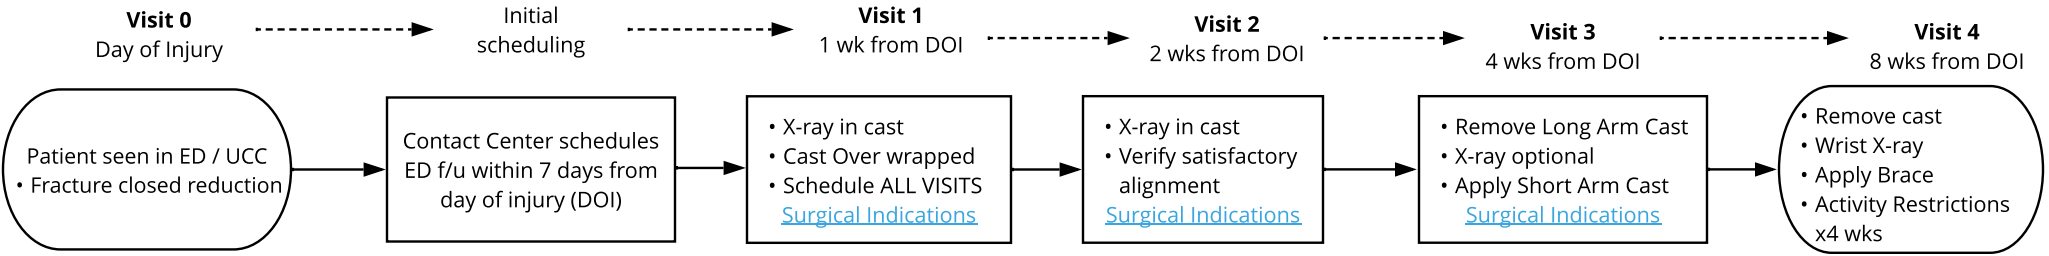 Visit 0
Day of Injury
Initial
scheduling
Visit 1
1 wk from DOI
Visit 2
2 wks from DOI
Visit 3
4 wks from DOI
Visit 4
8 wks from DOI
Patient seen in ED / UCC
• Fracture closed reduction
Contact Center schedules
ED f/u within 7 days from
day of injury (DOI)
• X-ray in cast
• Cast Over wrapped
• Schedule ALL VISITS
Surgical Indications
• X-ray in cast
• Verify satisfactory
alignment
Surgical Indications
• Remove Long Arm Cast
• X-ray optional
• Apply Short Arm Cast
Surgical Indications
• Remove cast
• Wrist X-ray
• Apply Brace
• Activity Restrictions
x4 wks